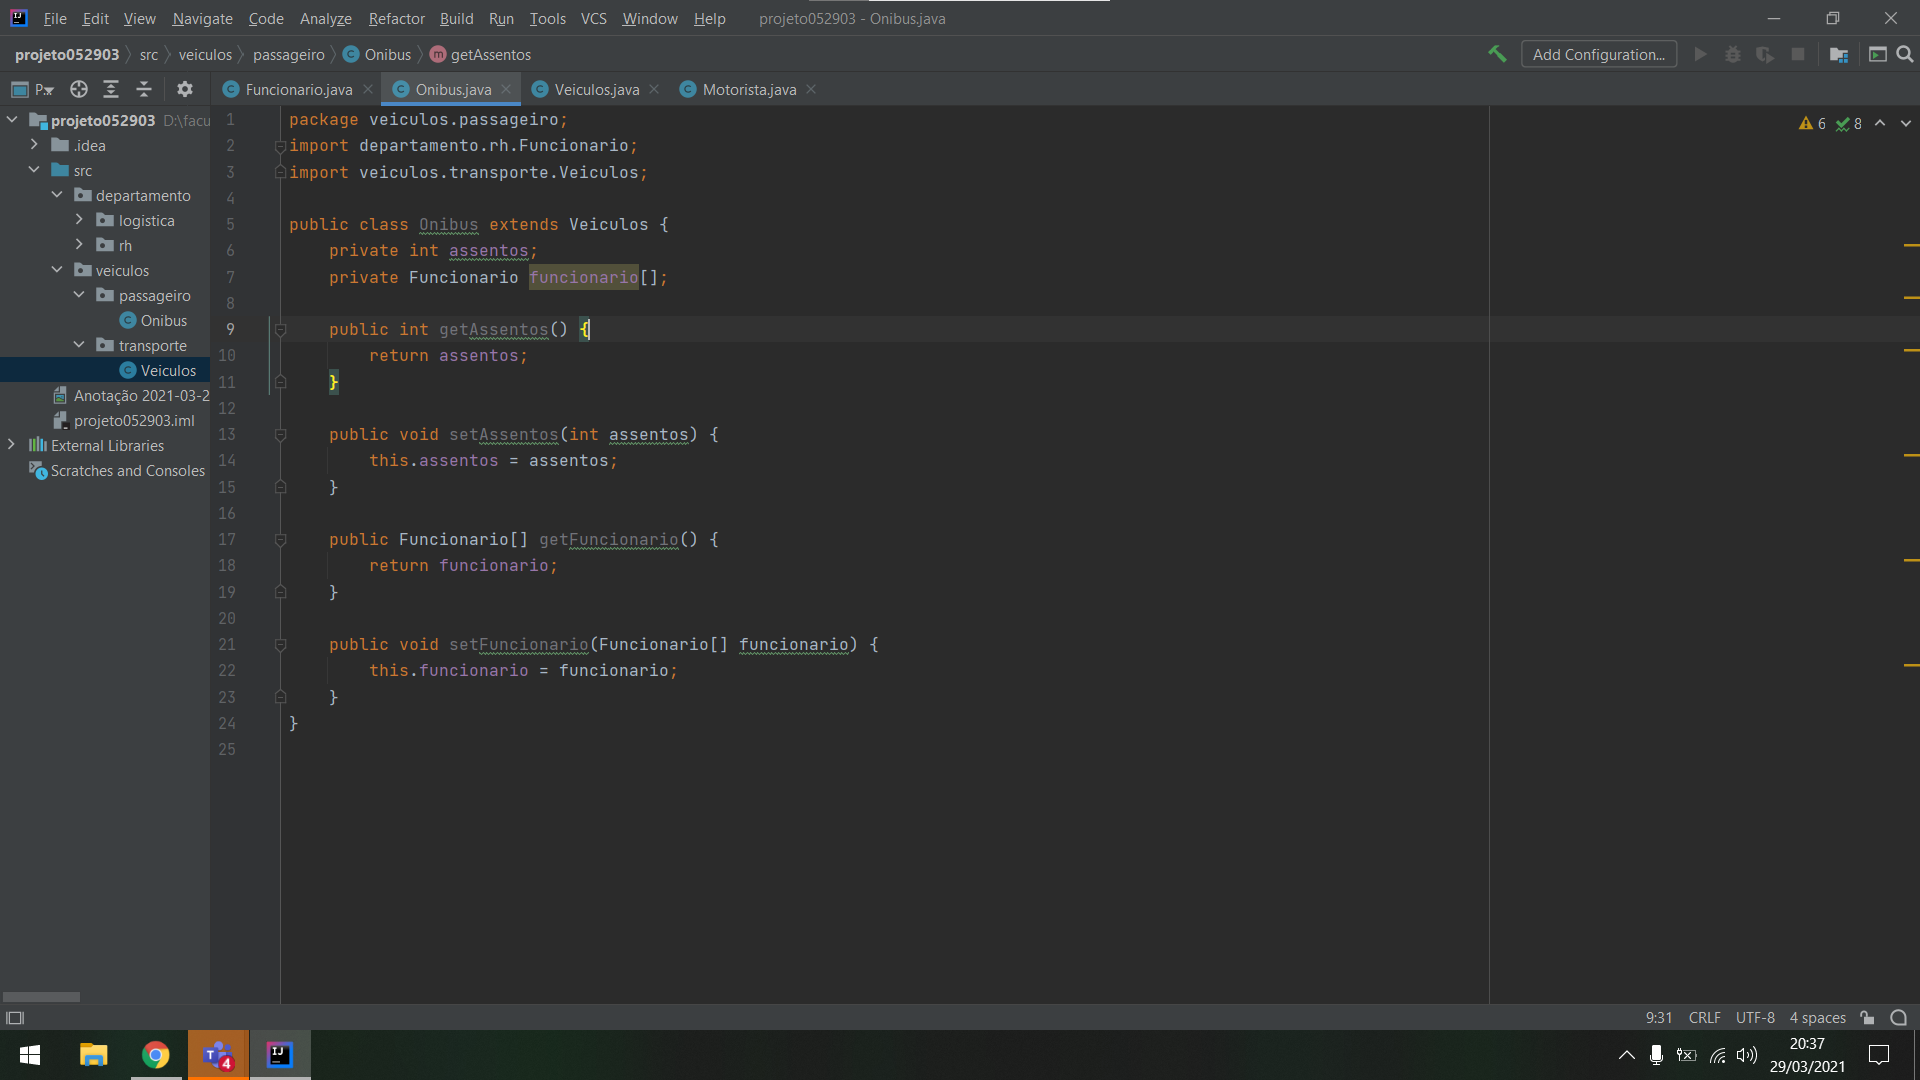 File Edit View Navigate Code Analyze Refactor Build Run Tools VCS Window Help projeto052903 - Onibus.java
projeto052903 src veiculos passageiro Onibus getAssentos Add Configuration...
P... Funcionario.java Onibus.java Veiculos.java Motorista.java
projeto052903 D:\facu
.idea
src
departamento
logistica
rh
veiculos
passageiro
Onibus
transporte
Veiculos
Anotação 2021-03-2
projeto052903.iml
External Libraries
Scratches and Consoles
6 8
1 package veiculos.passageiro;
2 import departamento.rh.Funcionario;
3 import veiculos.transporte.Veiculos;
4
5 public class Onibus extends Veiculos {
6 private int assentos;
7 private Funcionario funcionario[];
8
9 public int getAssentos() {
10 return assentos;
11 }
12
13 public void setAssentos(int assentos) {
14 this.assentos = assentos;
15 }
16
17 public Funcionario[] getFuncionario() {
18 return funcionario;
19 }
20
21 public void setFuncionario(Funcionario[] funcionario) {
22 this.funcionario = funcionario;
23 }
24 }
25
9:31 CRLF UTF-8 4 spaces
T 4 IJ
20:37
29/03/2021